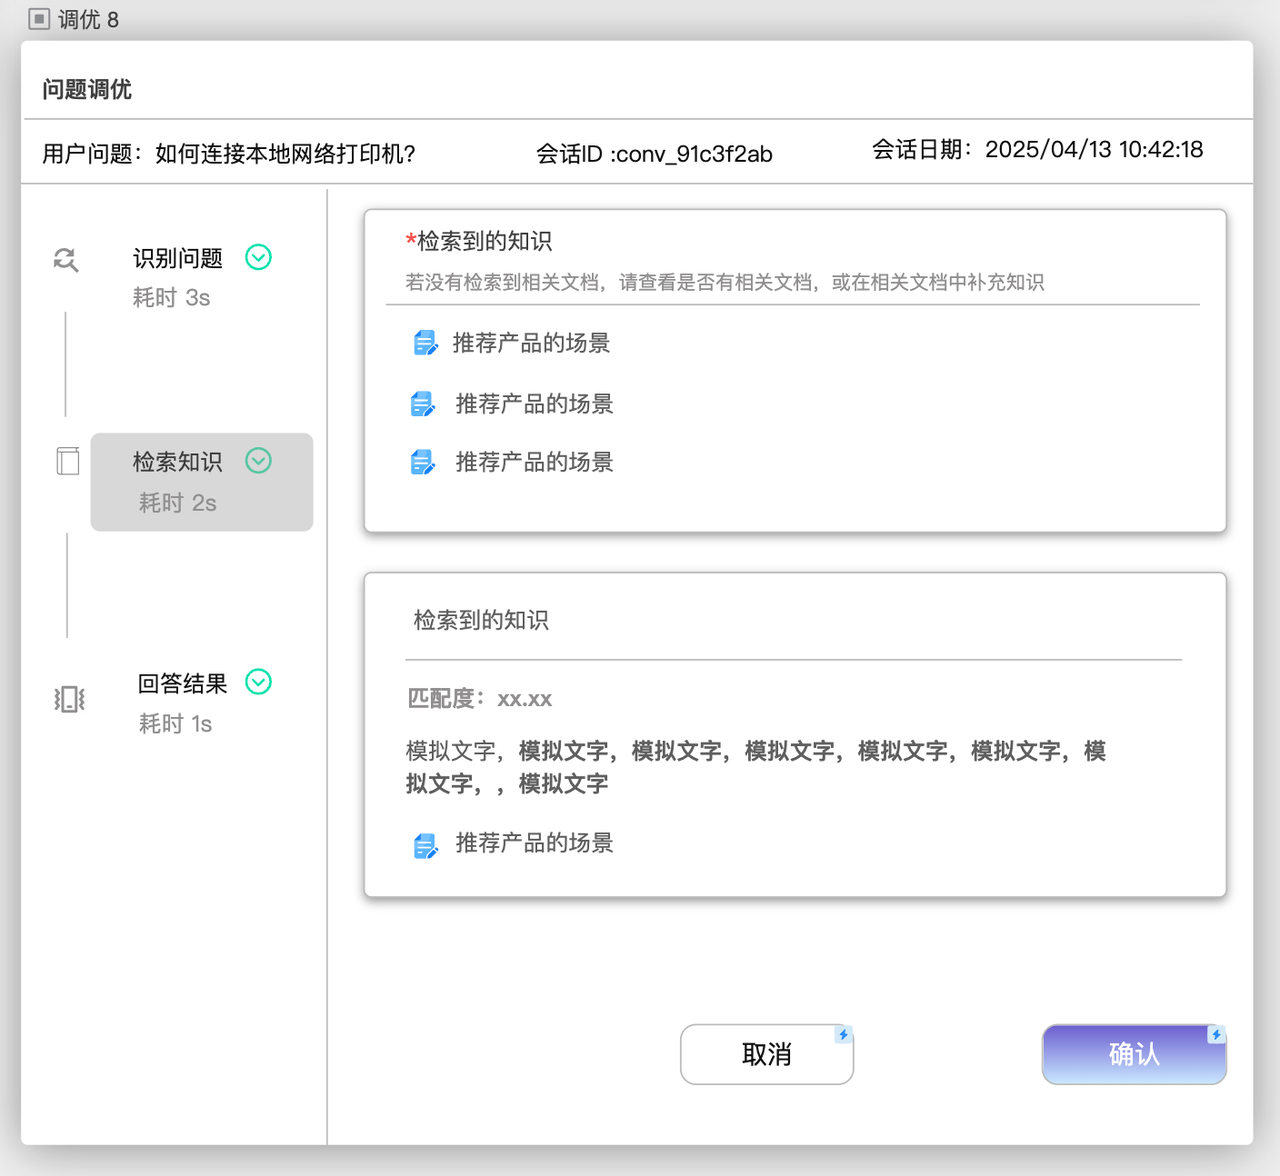 调优 8
问题调优
用户问题：如何连接本地网络打印机？
会话ID :conv_91c3f2ab
会话日期：2025/04/13 10:42:18
识别问题
耗时 3s
检索知识
耗时 2s
回答结果
耗时 1s
*检索到的知识
若没有检索到相关文档，请查看是否有相关文档，或在相关文档中补充知识
推荐产品的场景
推荐产品的场景
推荐产品的场景
检索到的知识
匹配度：xx.xx
模拟文字，模拟文字，模拟文字，模拟文字，模拟文字，模拟文字，模
拟文字，，模拟文字
推荐产品的场景
取消
确认